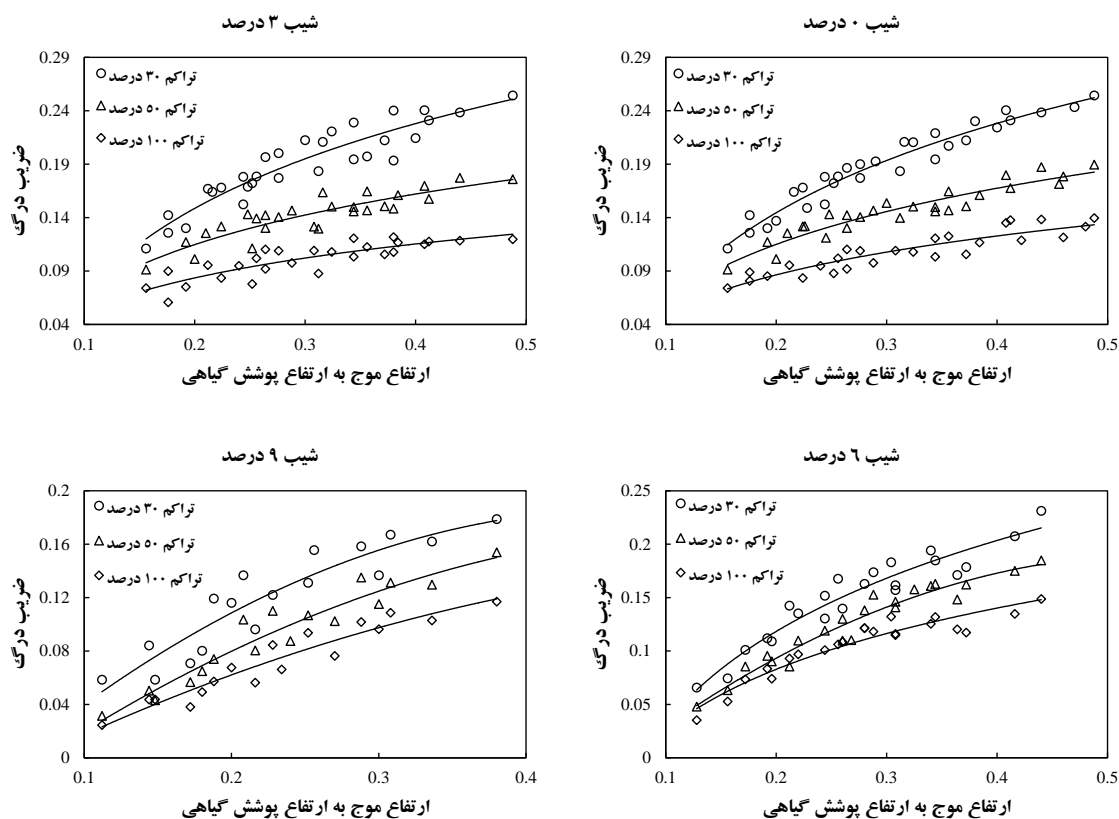 شیب ۰ درصد
0.29
0.24
0.19
0.14
0.09
0.04
تراکم ۳۰ درصد
تراکم ۵۰ درصد
تراکم ۱۰۰ درصد
ضریب درگ
0.1
0.2
0.3
0.4
0.5
ارتفاع موج به ارتفاع پوشش گیاهی
شیب ۳ درصد
0.29
0.24
0.19
0.14
0.09
0.04
تراکم ۳۰ درصد
تراکم ۵۰ درصد
تراکم ۱۰۰ درصد
ضریب درگ
0.1
0.2
0.3
0.4
0.5
ارتفاع موج به ارتفاع پوشش گیاهی
شیب ۶ درصد
0.25
0.2
0.15
0.1
0.05
0
تراکم ۳۰ درصد
تراکم ۵۰ درصد
تراکم ۱۰۰ درصد
ضریب درگ
0.1
0.2
0.3
0.4
0.5
ارتفاع موج به ارتفاع پوشش گیاهی
شیب ۹ درصد
0.2
0.16
0.12
0.08
0.04
0
تراکم ۳۰ درصد
تراکم ۵۰ درصد
تراکم ۱۰۰ درصد
ضریب درگ
0.1
0.2
0.3
0.4
ارتفاع موج به ارتفاع پوشش گیاهی